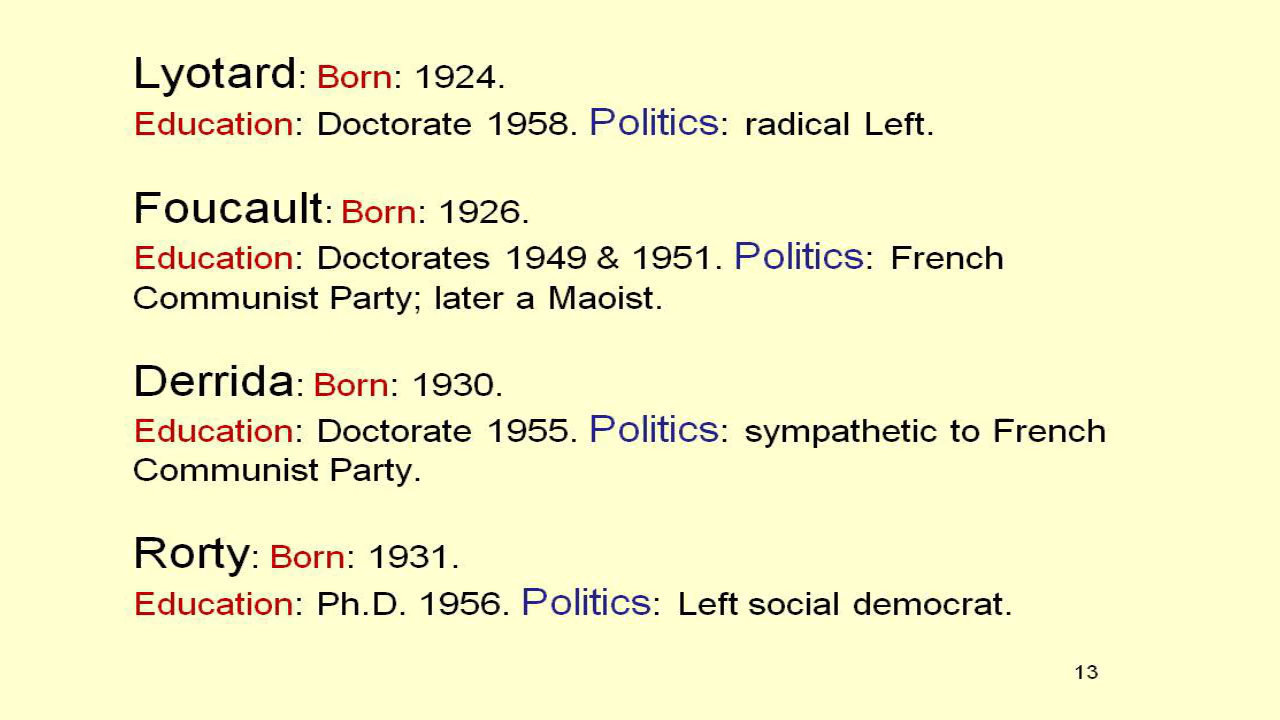 Lyotard: Born: 1924.
Education: Doctorate 1958. Politics: radical Left.
Foucault: Born: 1926.
Education: Doctorates 1949 & 1951. Politics: French
Communist Party; later a Maoist.
Derrida: Born: 1930.
Education: Doctorate 1955. Politics: sympathetic to French
Communist Party.
Rorty: Born: 1931.
Education: Ph.D. 1956. Politics: Left social democrat.
13